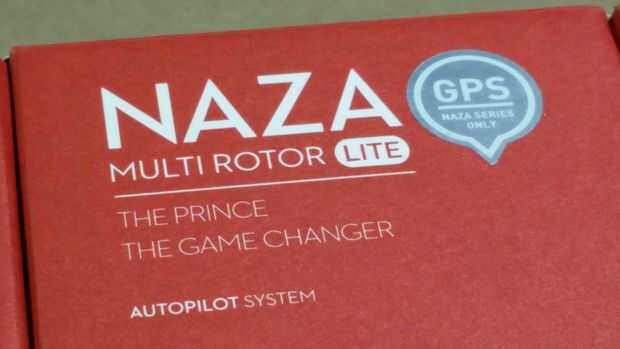 NAZA
MULTI ROTOR LITE
THE PRINCE
THE GAME CHANGER
AUTOPILOT SYSTEM
GPS
NAZA SERIES
ONLY